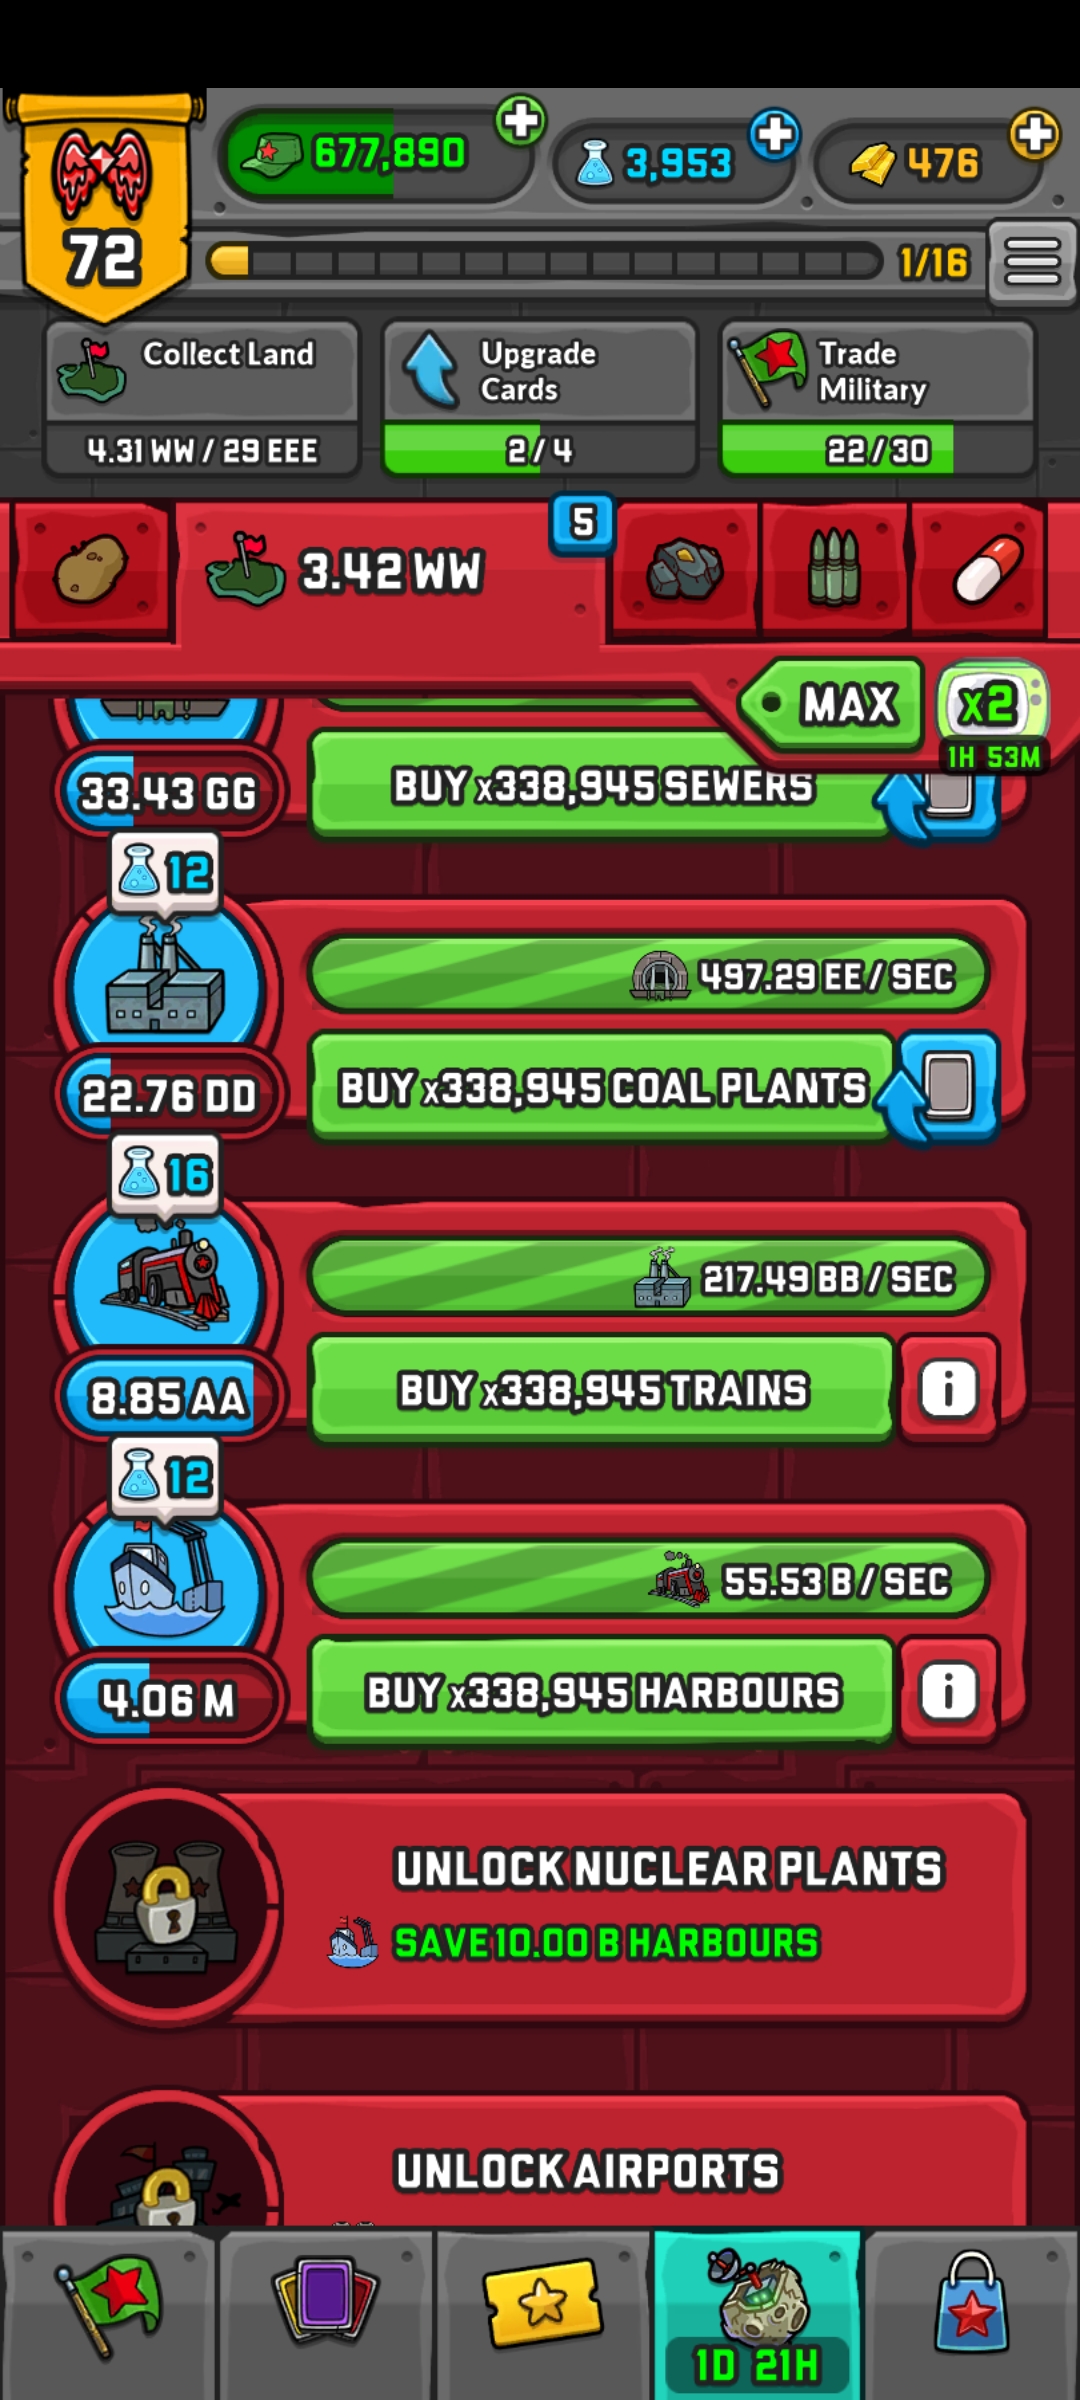 677,890
3,953
476
72
1/16
Collect Land
4.31 WW / 29 EEE
Upgrade
Cards
2/4
Trade
Military
22/30
3.42 WW
5
MAX
x2
1H 53M
33.43 GG
BUY x338,945 SEWERS
12
497.29 EE / SEC
22.76 DD
BUY x338,945 COAL PLANTS
16
217.49 BB / SEC
8.85 AA
BUY x338,945 TRAINS
i
12
55.53 B / SEC
4.06 M
BUY x338,945 HARBOURS
i
UNLOCK NUCLEAR PLANTS
SAVE 10.00 B HARBOURS
UNLOCK AIRPORTS
1D 21H